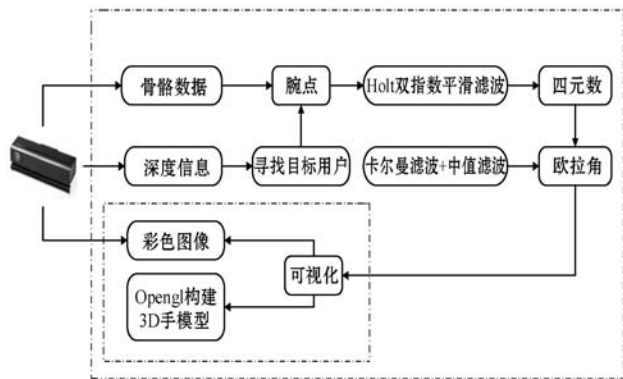 骨骼数据
腕点
Holt双指数平滑滤波
四元数
深度信息
寻找目标用户
卡尔曼滤波+中值滤波
欧拉角
彩色图像
可视化
Opengl构建
3D手模型